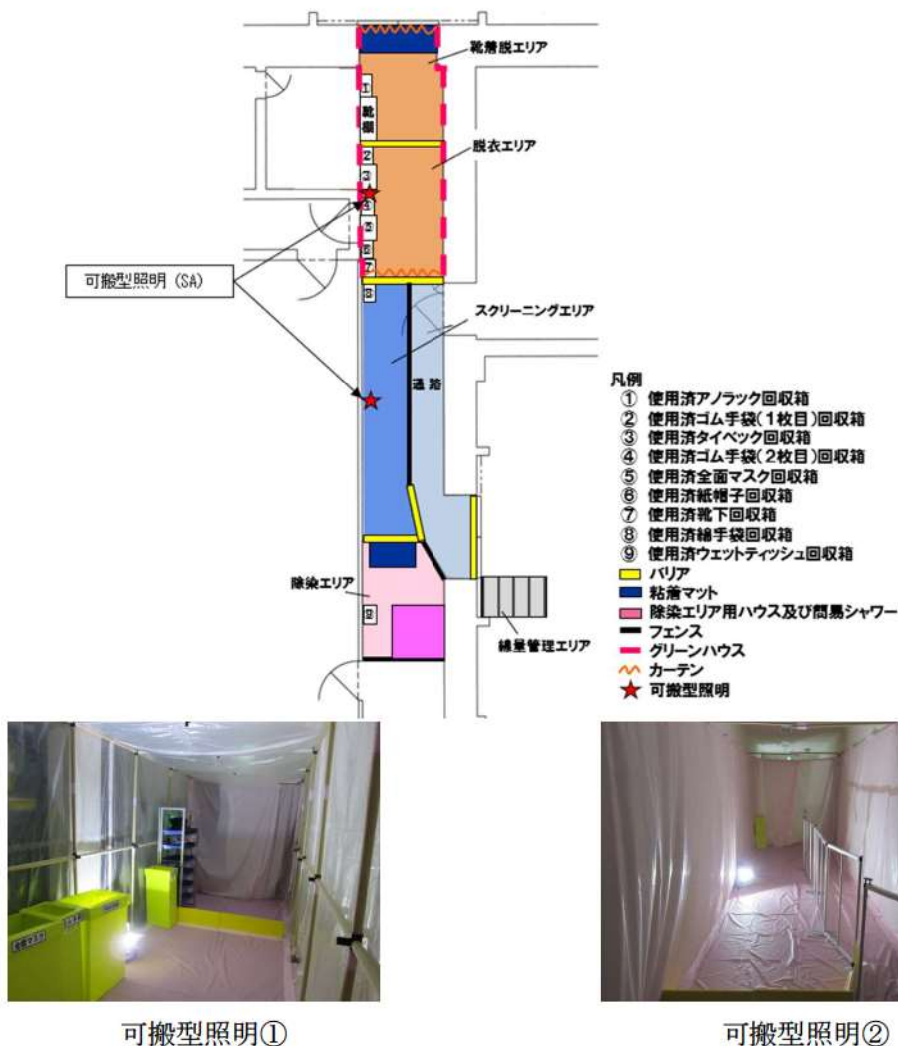 靴着脱エリア
①
靴棚
脱衣エリア
②
③
④
⑤
⑥
⑦
可搬型照明(SA)
⑧
スクリーニングエリア
通路
除染エリア
⑨
線量管理エリア
凡例
① 使用済アノラック回収箱
② 使用済ゴム手袋(1枚目)回収箱
③ 使用済タイベック回収箱
④ 使用済ゴム手袋(2枚目)回収箱
⑤ 使用済全面マスク回収箱
⑥ 使用済紙帽子回収箱
⑦ 使用済靴下回収箱
⑧ 使用済綿手袋回収箱
⑨ 使用済ウェットティッシュ回収箱
バリア
粘着マット
除染エリア用ハウス及び簡易シャワー
フェンス
グリーンハウス
カーテン
可搬型照明
全面マスク
可搬型照明①
可搬型照明②